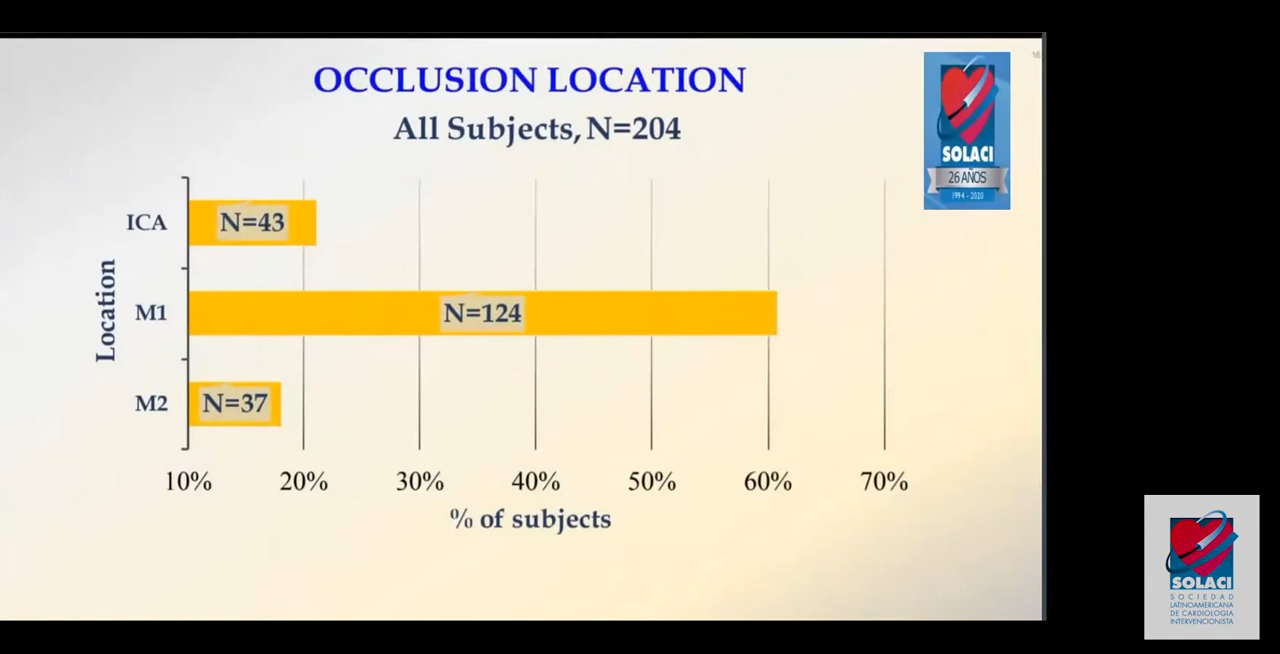 OCCLUSION LOCATION
All Subjects, N=204
16
SOLACI
26 AÑOS
1994 - 2020
Location
ICA
N=43
M1
N=124
M2
N=37
10% 20% 30% 40% 50% 60% 70%
% of subjects
SOLACI
SOCIEDAD
LATINOAMERICANA
DE CARDIOLOGIA
INTERVENCIONISTA